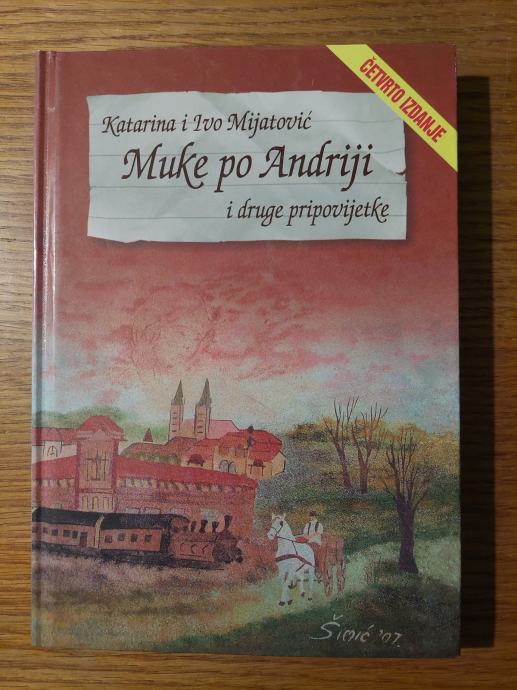 ČETVRTO IZDANJE
Katarina i Ivo Mijatović
Muke po Andriji
i druge pripovijetke
Šimić '07.